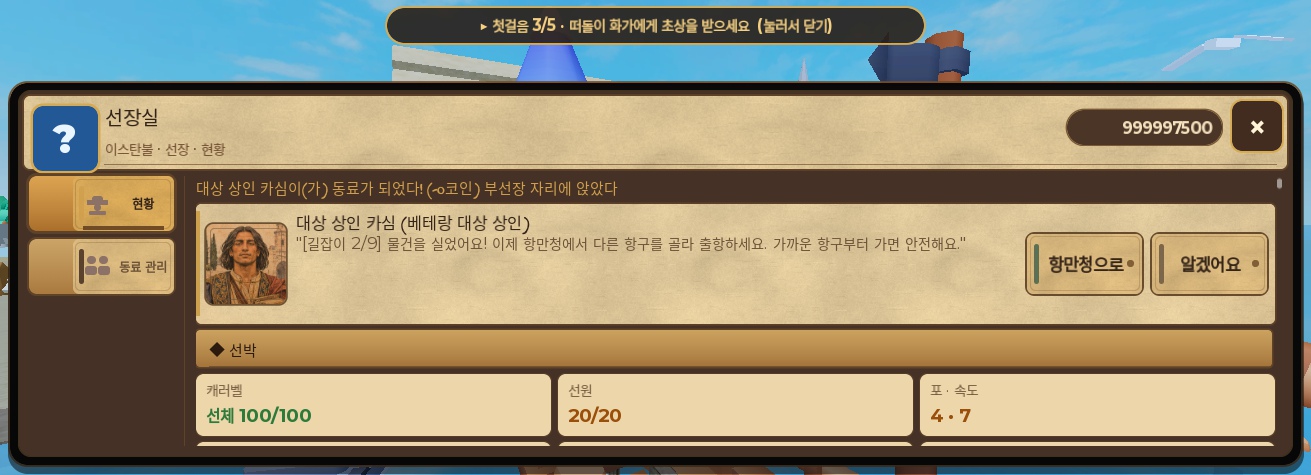 ▸ 첫걸음 3/5 · 떠돌이 화가에게 초상을 받으세요 (눌러서 닫기)
?
선장실
이스탄불 · 선장 · 현황
999997500
×
현황
동료 관리
대상 상인 카심이(가) 동료가 되었다! (-0코인) 부선장 자리에 앉았다
대상 상인 카심 (베테랑 대상 상인)
"[길잡이 2/9] 물건을 실었어요! 이제 항만청에서 다른 항구를 골라 출항하세요. 가까운 항구부터 가면 안전해요."
항만청으로
알겠어요
◆ 선박
캐러벨
선체 100/100
선원
20/20
포 · 속도
4 · 7